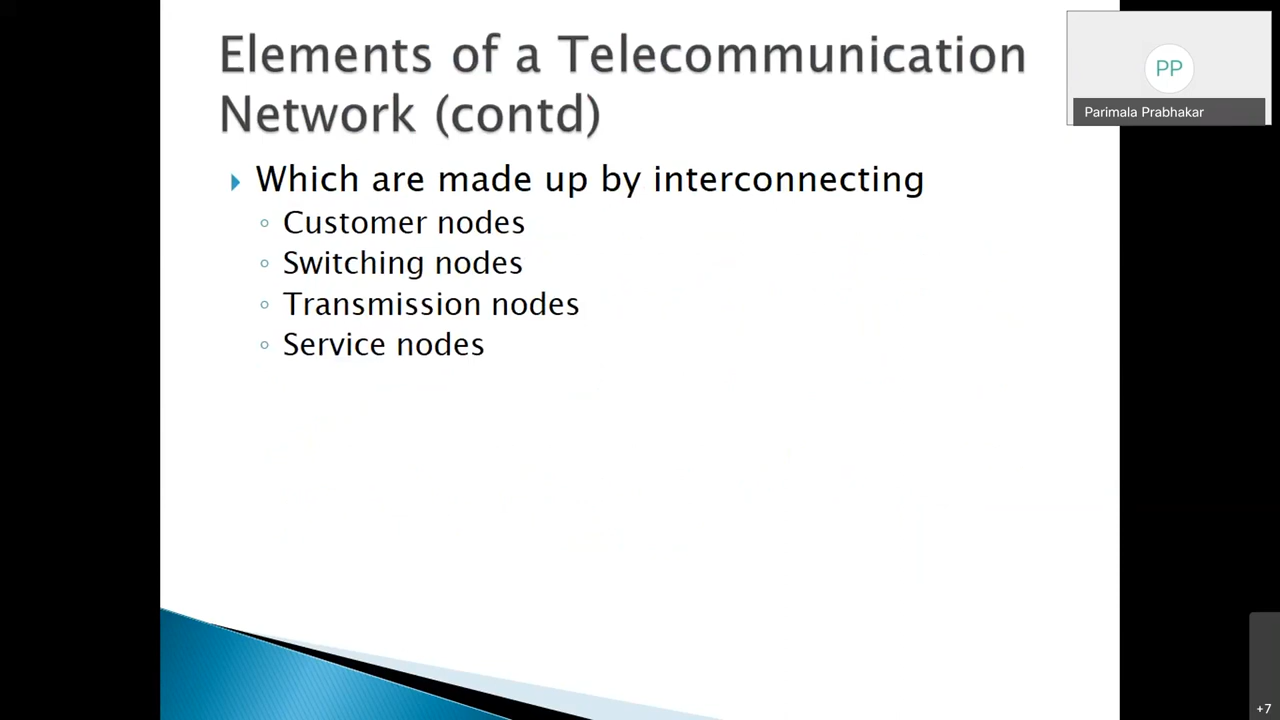 Elements of a Telecommunication
Network (contd)
Which are made up by interconnecting
Customer nodes
Switching nodes
Transmission nodes
Service nodes
PP
Parimala Prabhakar
+7